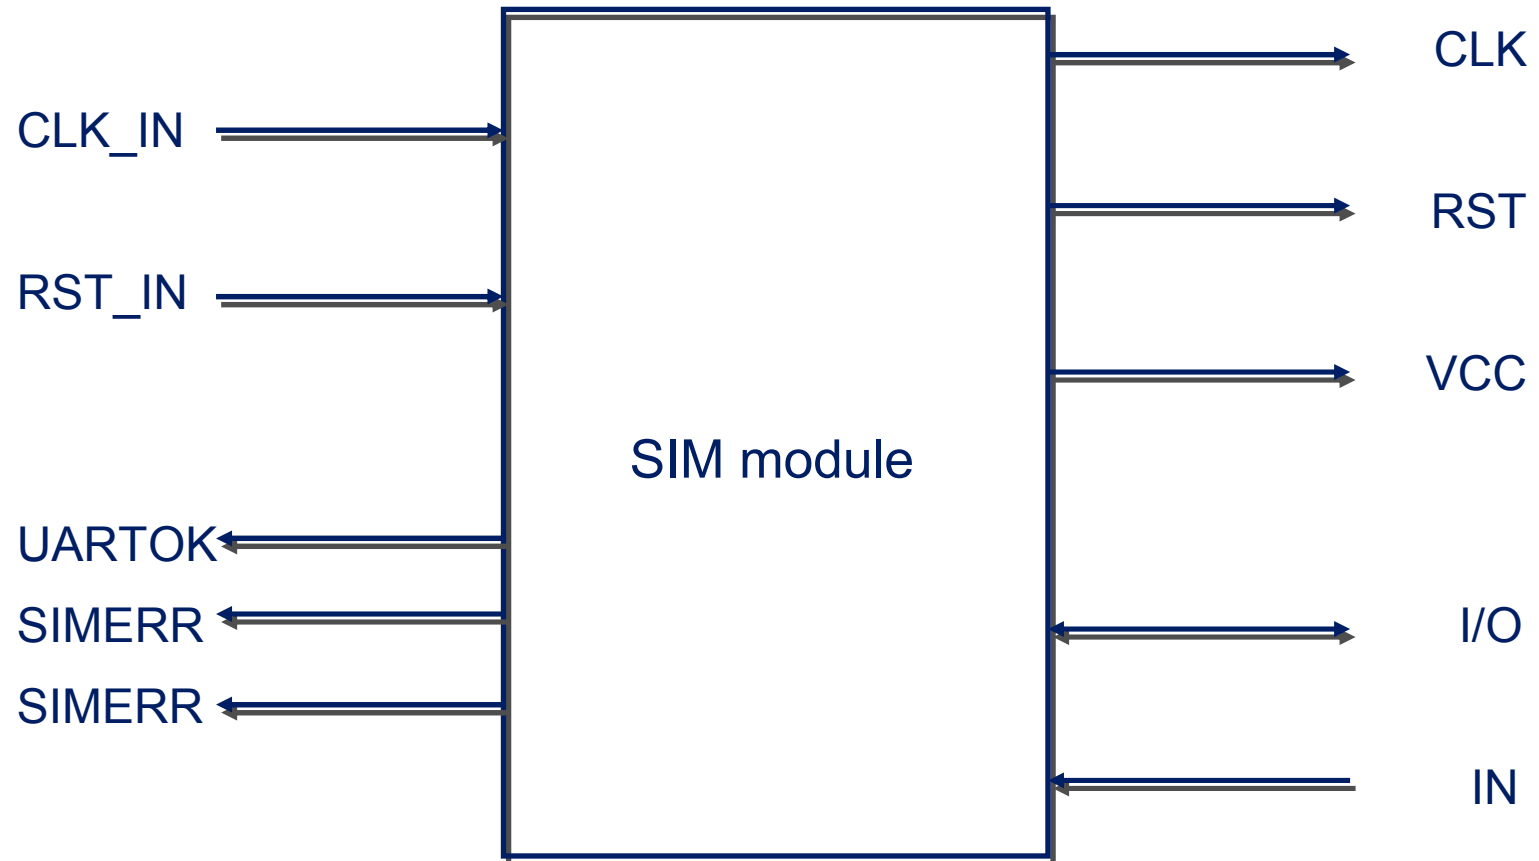 CLK
CLK_IN
RST
RST_IN
VCC
SIM module
UARTOK
SIMERR
I/O
SIMERR
IN